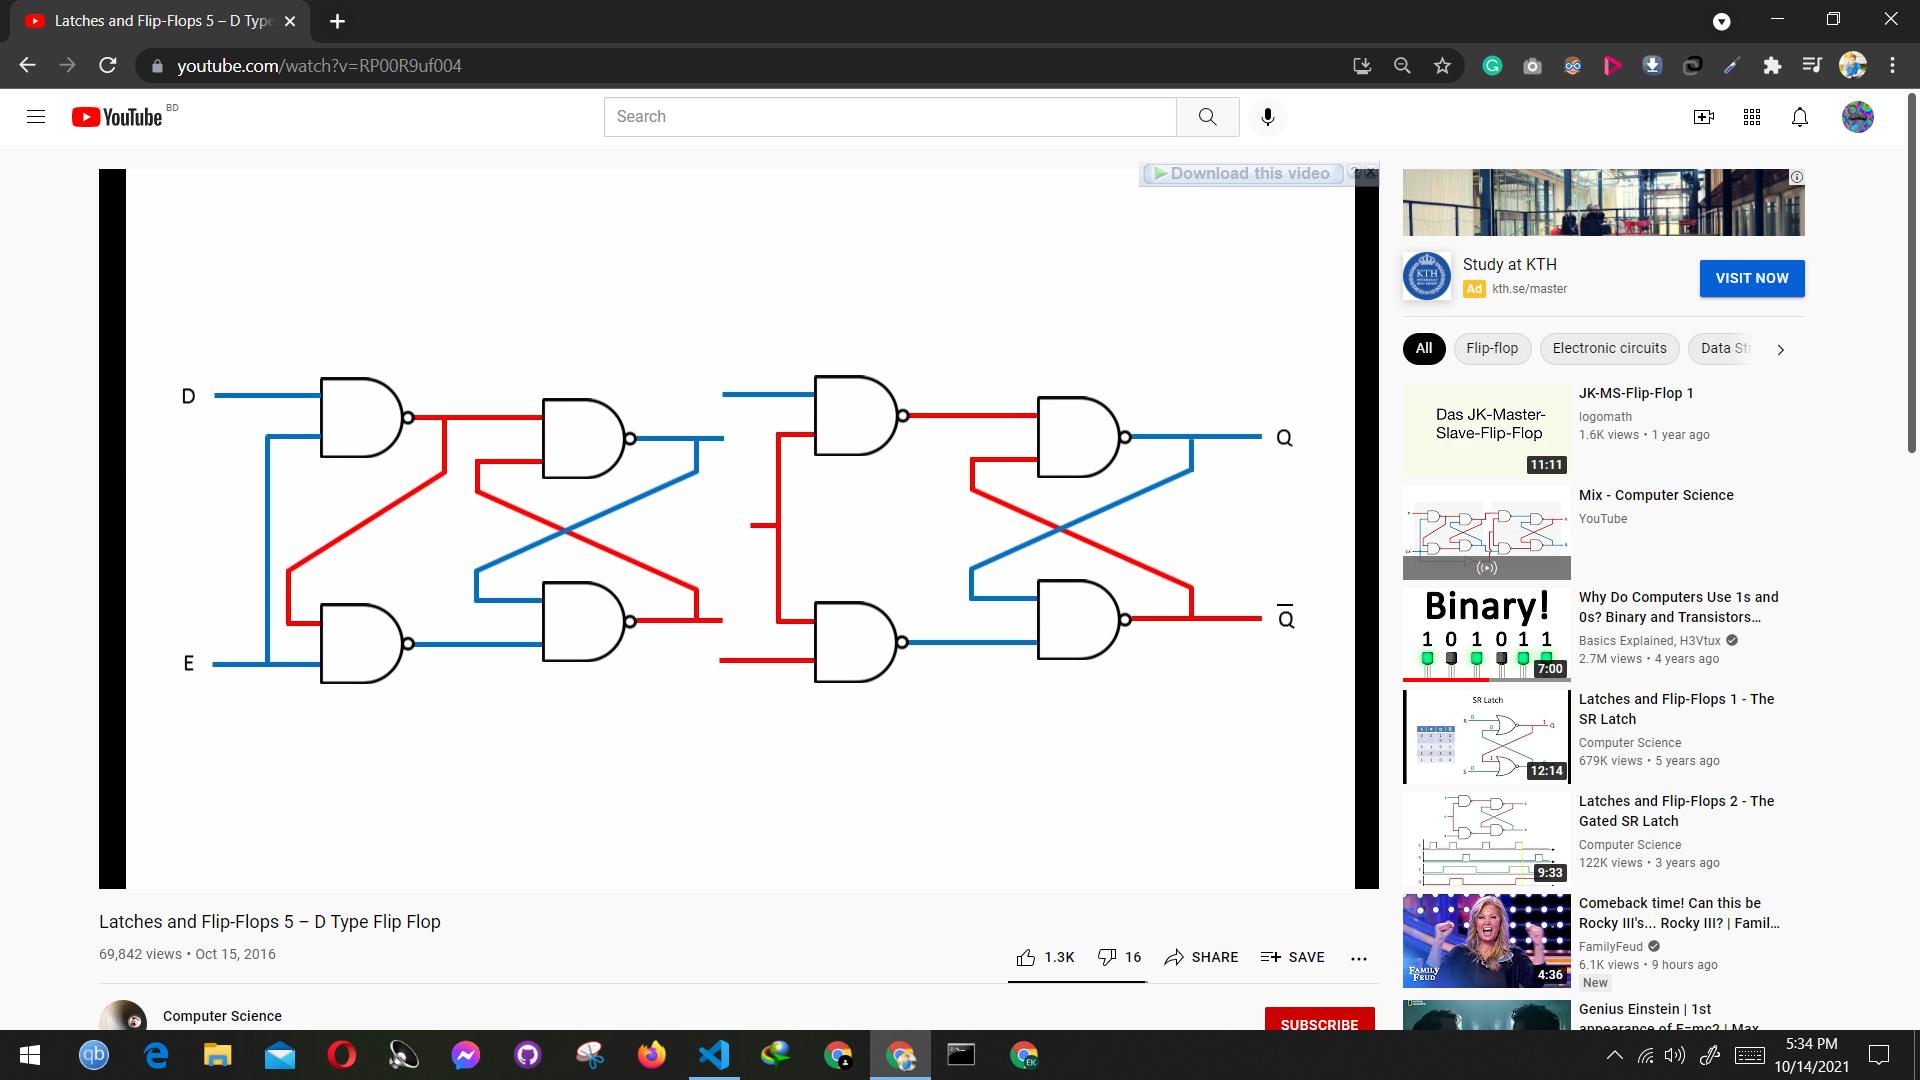 Latches and Flip-Flops 5 – D Type
youtube.com/watch?v=RP00R9uf004
YouTube BD
Search
Download this video
D
E
Q
Q
Study at KTH
Ad kth.se/master
VISIT NOW
All
Flip-flop
Electronic circuits
Data Str
Das JK-Master-
Slave-Flip-Flop
11:11
JK-MS-Flip-Flop 1
logomath
1.6K views • 1 year ago
Mix - Computer Science
YouTube
Binary!
1 0 1 0 1 1
7:00
Why Do Computers Use 1s and
0s? Binary and Transistors...
Basics Explained, H3Vtux
2.7M views • 4 years ago
SR Latch
12:14
Latches and Flip-Flops 1 - The
SR Latch
Computer Science
679K views • 5 years ago
9:33
Latches and Flip-Flops 2 - The
Gated SR Latch
Computer Science
122K views • 3 years ago
FAMILY
FEUD
4:36
Comeback time! Can this be
Rocky III's... Rocky III? | Famil...
FamilyFeud
6.1K views • 9 hours ago
New
Genius Einstein | 1st
appearance of E=mc2 | Max
Latches and Flip-Flops 5 – D Type Flip Flop
69,842 views • Oct 15, 2016
1.3K
16
SHARE
SAVE
Computer Science
SUBSCRIBE
qb
EK
5:34 PM
10/14/2021